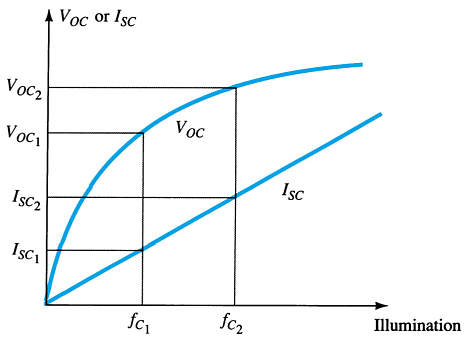 V_OC or I_SC
V_OC2
V_OC1
V_OC
I_SC2
I_SC
I_SC1
f_C1
f_C2
Illumination